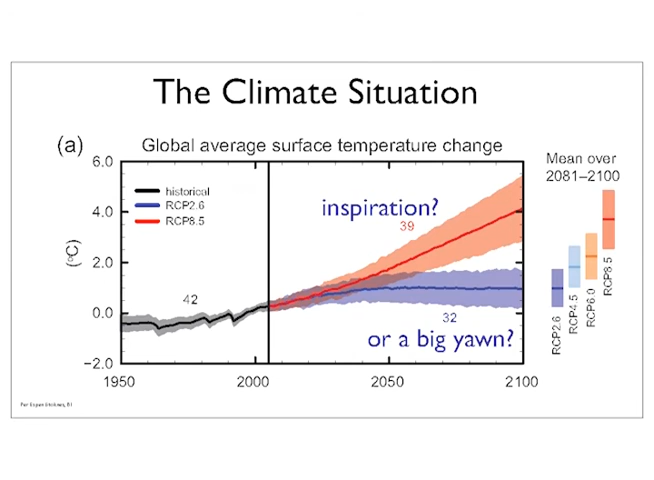 The Climate Situation
(a) Global average surface temperature change
Mean over
2081–2100
6.0
4.0
2.0
0.0
−2.0
(°C)
historical
RCP2.6
RCP8.5
inspiration?
39
42
32
or a big yawn?
1950 2000 2050 2100
RCP2.6
RCP4.5
RCP6.0
RCP8.5